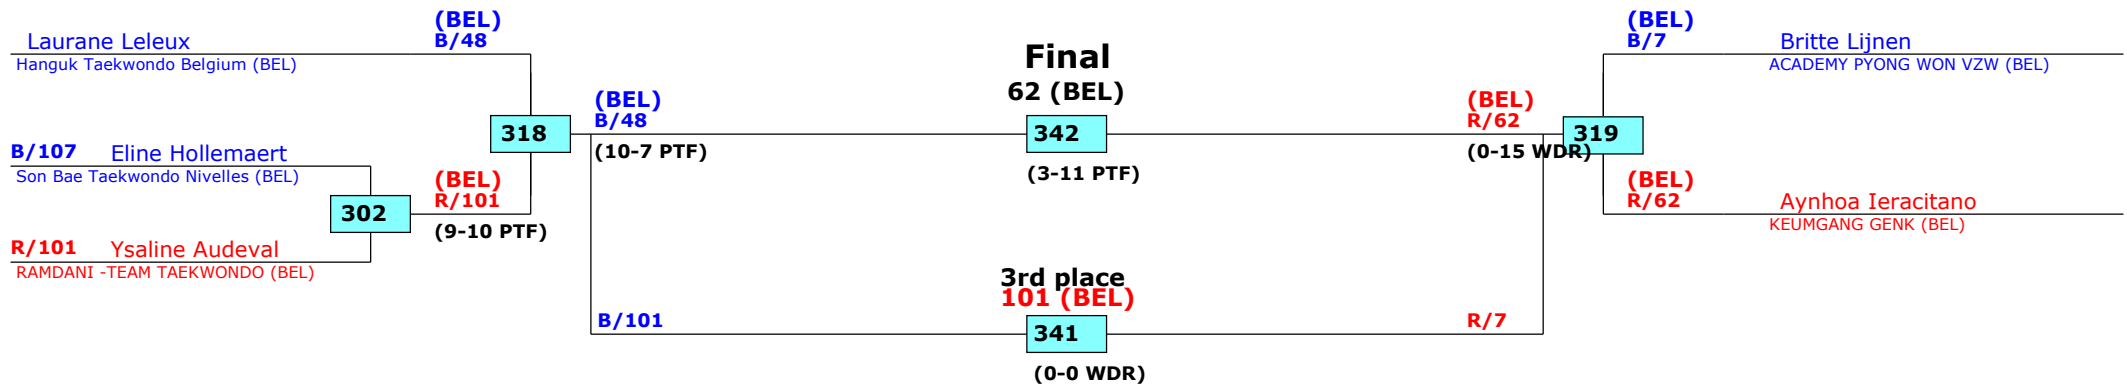 (BEL)
B/48
Laurane Leleux
Hanguk Taekwondo Belgium (BEL)
B/107 Eline Hollemaert
Son Bae Taekwondo Nivelles (BEL)
302
R/101 Ysaline Audeval
RAMDANI -TEAM TAEKWONDO (BEL)
(BEL)
R/101
(9-10 PTF)
318
(BEL)
B/48
(10-7 PTF)
Final
62 (BEL)
342
(3-11 PTF)
3rd place
101 (BEL)
B/101
341
R/7
(0-0 WDR)
(BEL)
R/62
(0-15 WDR)
319
(BEL)
B/7
Britte Lijnen
ACADEMY PYONG WON VZW (BEL)
(BEL)
R/62
Aynhoa Ieracitano
KEUMGANG GENK (BEL)